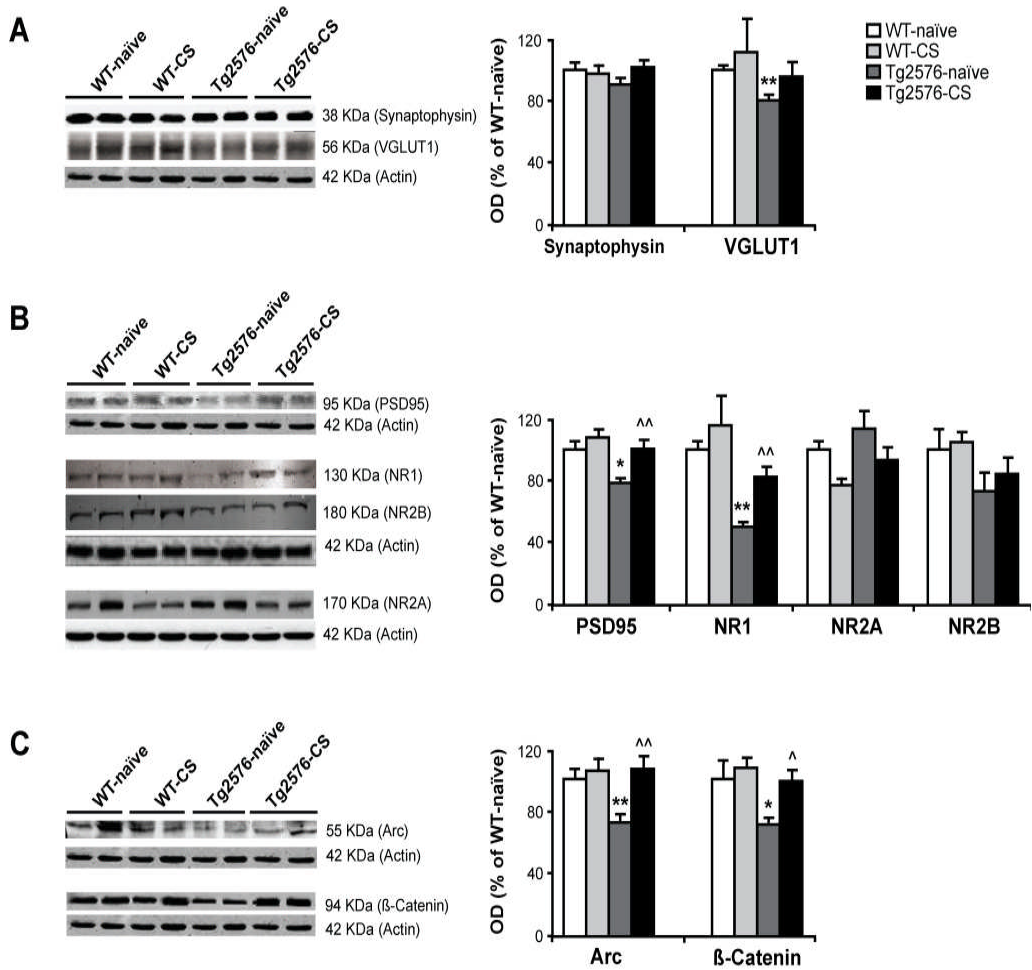 A
WT-naïve
WT-CS
Tg2576-naïve
Tg2576-CS
38 KDa (Synaptophysin)
56 KDa (VGLUT1)
42 KDa (Actin)
OD (% of WT-naïve)
120
80
40
0
**
Synaptophysin
VGLUT1
WT-naïve
WT-CS
Tg2576-naïve
Tg2576-CS
B
WT-naïve
WT-CS
Tg2576-naïve
Tg2576-CS
95 KDa (PSD95)
42 KDa (Actin)
130 KDa (NR1)
180 KDa (NR2B)
42 KDa (Actin)
170 KDa (NR2A)
42 KDa (Actin)
OD (% of WT-naïve)
120
80
40
0
*
^^
**
^^
PSD95
NR1
NR2A
NR2B
C
WT-naïve
WT-CS
Tg2576-naïve
Tg2576-CS
55 KDa (Arc)
42 KDa (Actin)
94 KDa (ß-Catenin)
42 KDa (Actin)
OD (% of WT-naïve)
120
80
40
0
**
^^
*
^
Arc
ß-Catenin